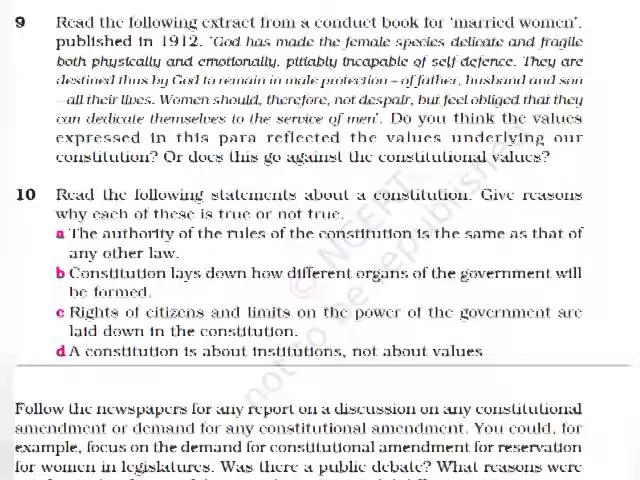 9 Read the following extract from a conduct book for ‘married women’,
published in 1912. ‘God has made the female species delicate and fragile
both physically and emotionally, pitiably incapable of self defence. They are
destined thus by God to remain in male protection – of father, husband and son
– all their lives. Women should, therefore, not despair, but feel obliged that they
can dedicate themselves to the service of men’. Do you think the values
expressed in this para reflected the values underlying our
constitution? Or does this go against the constitutional values?
10 Read the following statements about a constitution. Give reasons
why each of these is true or not true.
a The authority of the rules of the constitution is the same as that of
any other law.
b Constitution lays down how different organs of the government will
be formed.
c Rights of citizens and limits on the power of the government are
laid down in the constitution.
d A constitution is about institutions, not about values
Follow the newspapers for any report on a discussion on any constitutional
amendment or demand for any constitutional amendment. You could, for
example, focus on the demand for constitutional amendment for reservation
for women in legislatures. Was there a public debate? What reasons were
© NCERT
not to be republished